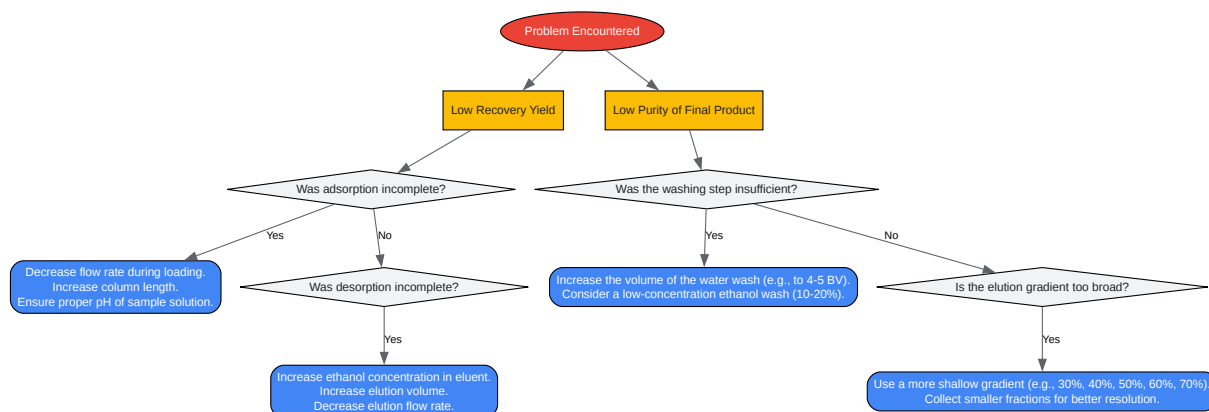 Problem Encountered
Low Recovery Yield
Low Purity of Final Product
Was adsorption incomplete?
Was the washing step insufficient?
Yes
No
Yes
No
Decrease flow rate during loading.
Increase column length.
Ensure proper pH of sample solution.
Was desorption incomplete?
Increase the volume of the water wash (e.g., to 4-5 BV).
Consider a low-concentration ethanol wash (10-20%).
Is the elution gradient too broad?
Yes
Yes
Increase ethanol concentration in eluent.
Increase elution volume.
Decrease elution flow rate.
Use a more shallow gradient (e.g., 30%, 40%, 50%, 60%, 70%).
Collect smaller fractions for better resolution.